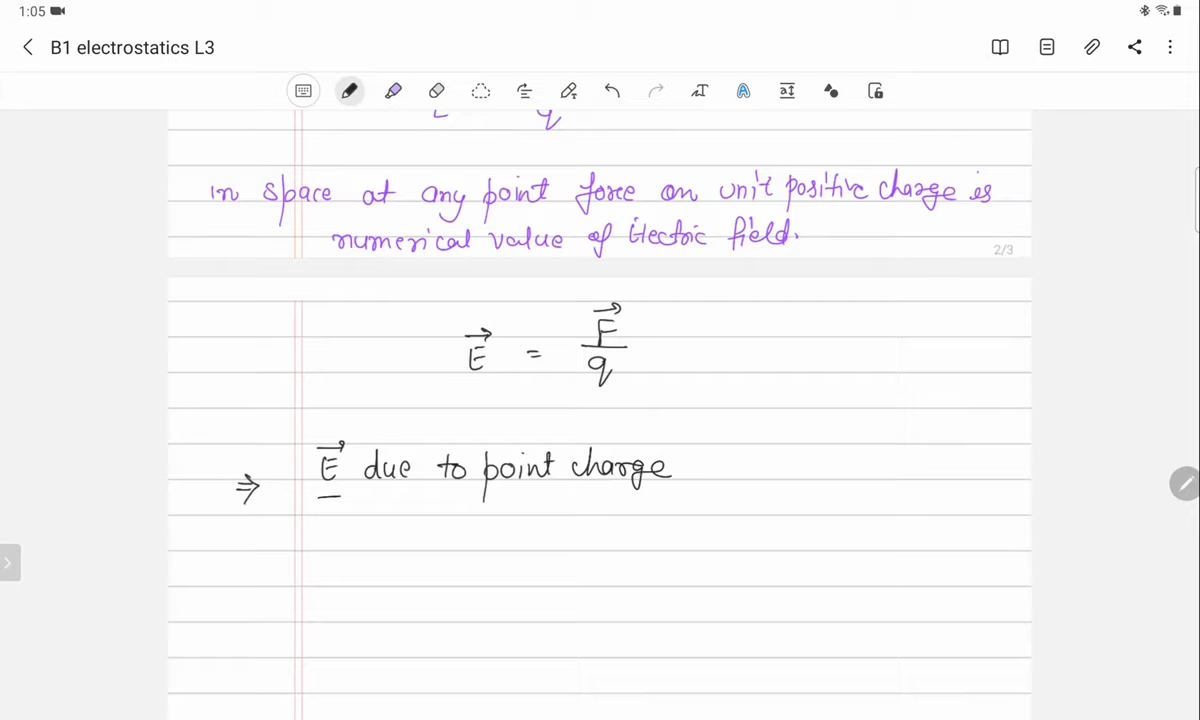 1:05
B1 electrostatics L3
In space at any point force on unit positive charge is
numerical value of Electric field.
2/3
E⃗ = F⃗/q
⇒ E⃗ due to point charge